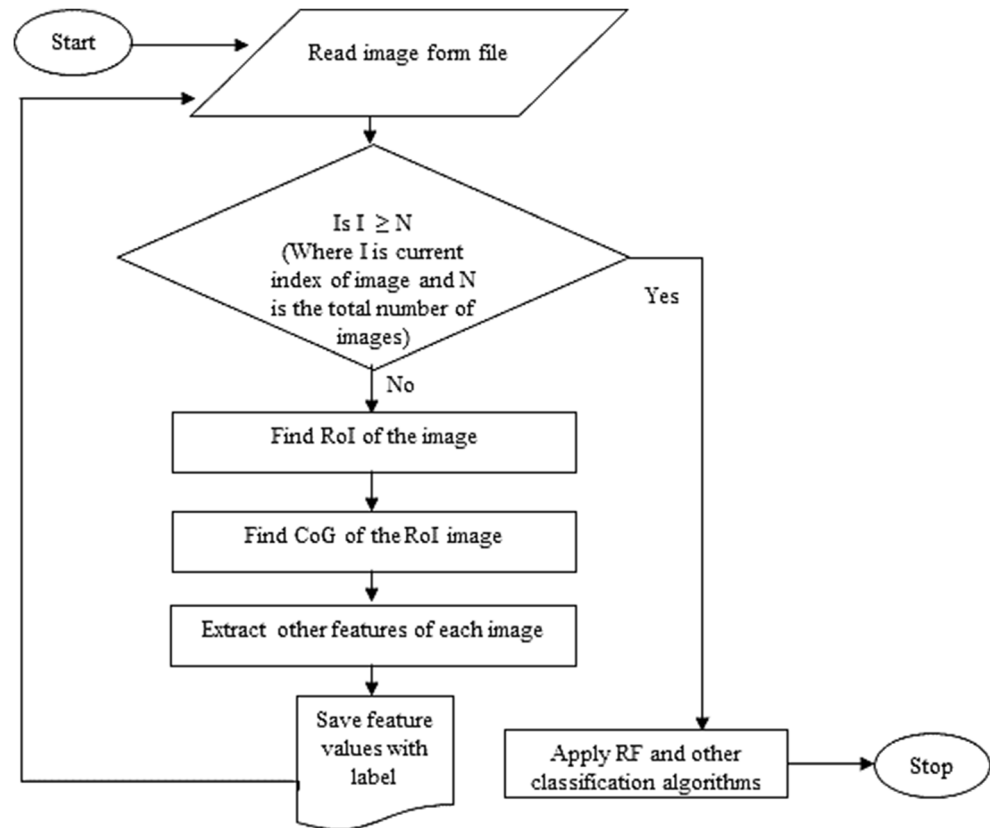 Start
Read image form file
Is I ≥ N
(Where I is current
index of image and N
is the total number of
images)
Yes
No
Find RoI of the image
Find CoG of the RoI image
Extract other features of each image
Save feature
values with
label
Apply RF and other
classification algorithms
Stop